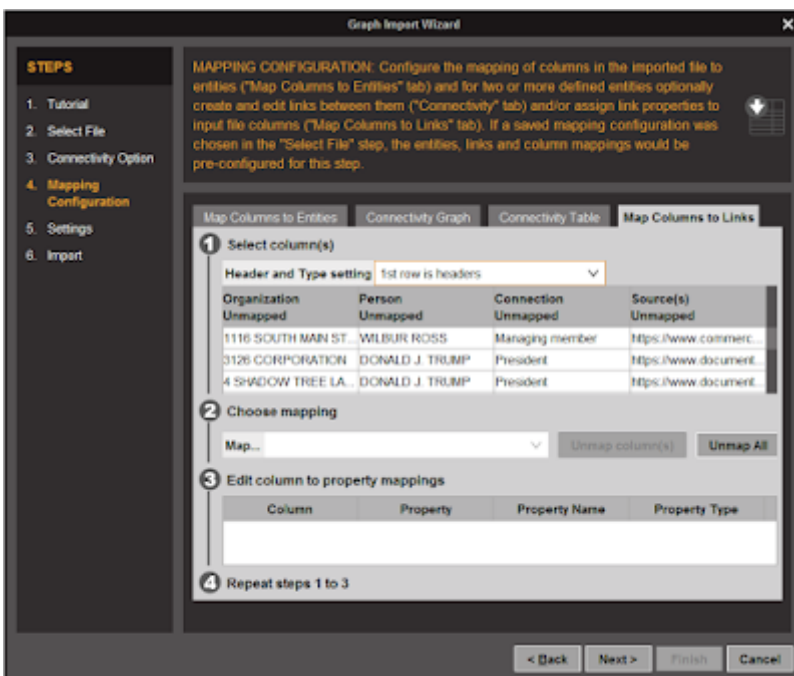 Graph Import Wizard
STEPS
1. Tutorial
2. Select File
3. Connectivity Option
4. Mapping
Configuration
5. Settings
6. Import
MAPPING CONFIGURATION: Configure the mapping of columns in the imported file to
entities ("Map Columns to Entities" tab) and for two or more defined entities optionally
create and edit links between them ("Connectivity" tab) and/or assign link properties to
input file columns ("Map Columns to Links" tab). If a saved mapping configuration was
chosen in the "Select File" step, the entities, links and column mappings would be
pre-configured for this step.
Map Columns to Entities Connectivity Graph Connectivity Table Map Columns to Links
1 Select column(s)
Header and Type setting 1st row is headers
Organization Person Connection Source(s)
Unmapped Unmapped Unmapped Unmapped
1116 SOUTH MAIN ST... WILBUR ROSS Managing member https://www.commerc...
3126 CORPORATION DONALD J. TRUMP President https://www.document...
4 SHADOW TREE LA... DONALD J. TRUMP President https://www.document...
2 Choose mapping
Map... Unmap column(s) Unmap All
3 Edit column to property mappings
Column Property Property Name Property Type
4 Repeat steps 1 to 3
< Back Next > Finish Cancel